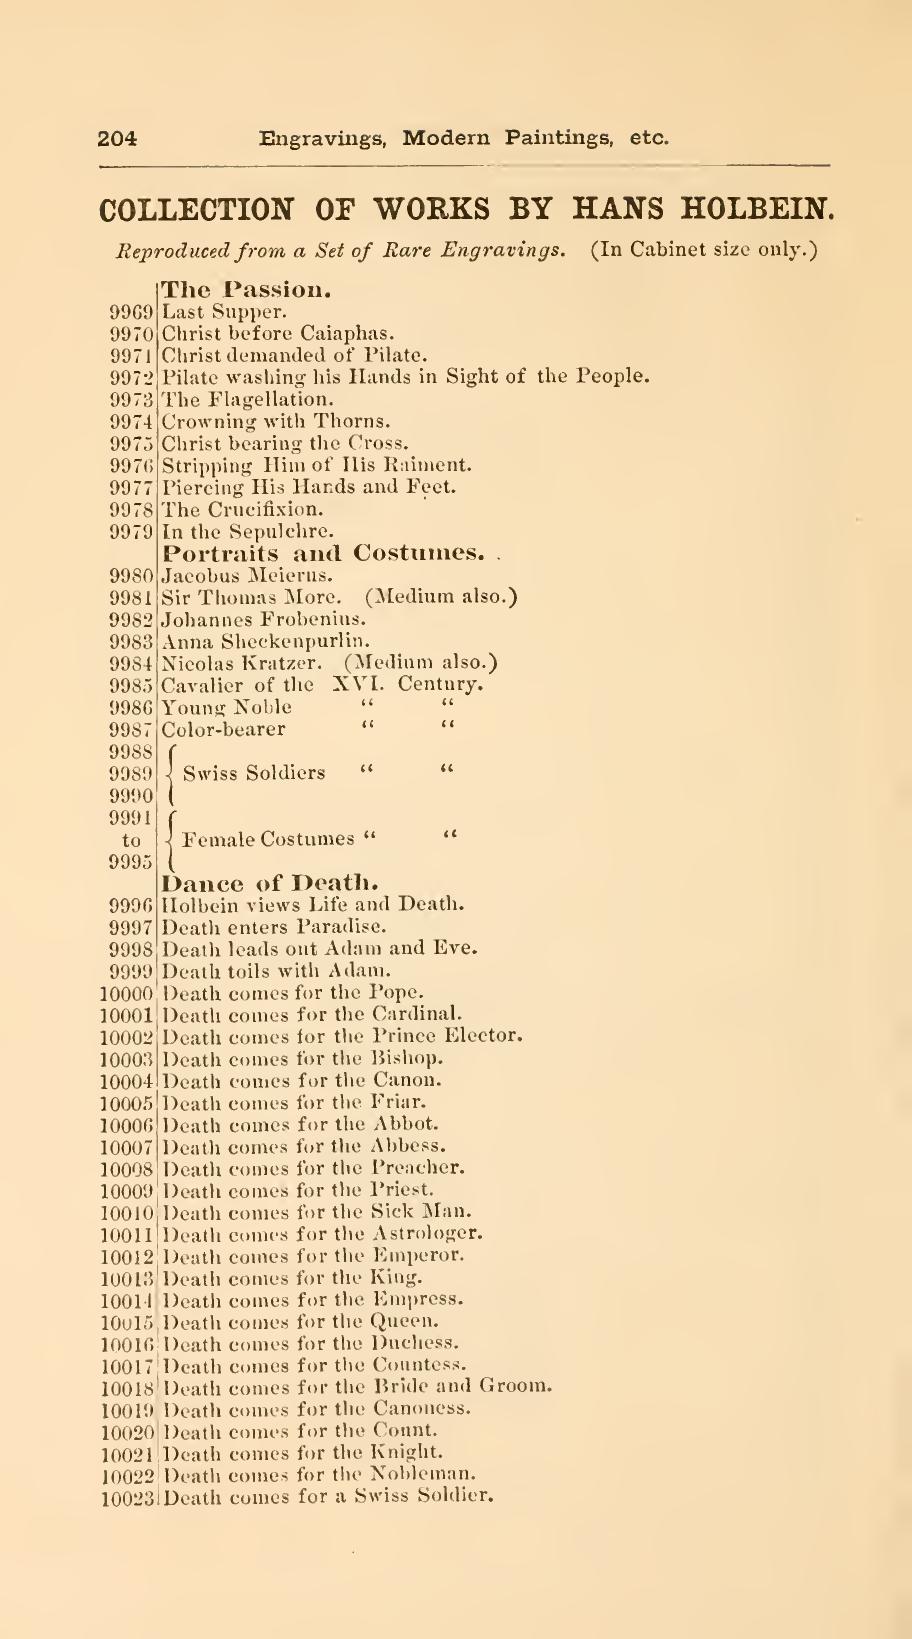 204 Engravings, Modern Paintings, etc.
COLLECTION OF WORKS BY HANS HOLBEIN.
Reproduced from a Set of Rare Engravings. (In Cabinet size only.)
The Passion.
9969 Last Supper.
9970 Christ before Caiaphas.
9971 Christ demanded of Pilate.
9972 Pilate washing his Hands in Sight of the People.
9973 The Flagellation.
9974 Crowning with Thorns.
9975 Christ bearing the Cross.
9976 Stripping Him of His Raiment.
9977 Piercing His Hands and Feet.
9978 The Crucifixion.
9979 In the Sepulchre.
Portraits and Costumes.
9980 Jacobus Meierus.
9981 Sir Thomas More. (Medium also.)
9982 Johannes Frobenius.
9983 Anna Sheckenpurlin.
9984 Nicolas Kratzer. (Medium also.)
9985 Cavalier of the XVI. Century.
9986 Young Noble “ “
9987 Color-bearer “ “
9988
9989 Swiss Soldiers “ “
9990
9991
to Female Costumes “ “
9995
Dance of Death.
9996 Holbein views Life and Death.
9997 Death enters Paradise.
9998 Death leads out Adam and Eve.
9999 Death toils with Adam.
10000 Death comes for the Pope.
10001 Death comes for the Cardinal.
10002 Death comes for the Prince Elector.
10003 Death comes for the Bishop.
10004 Death comes for the Canon.
10005 Death comes for the Friar.
10006 Death comes for the Abbot.
10007 Death comes for the Abbess.
10008 Death comes for the Preacher.
10009 Death comes for the Priest.
10010 Death comes for the Sick Man.
10011 Death comes for the Astrologer.
10012 Death comes for the Emperor.
10013 Death comes for the King.
10014 Death comes for the Empress.
10015 Death comes for the Queen.
10016 Death comes for the Duchess.
10017 Death comes for the Countess.
10018 Death comes for the Bride and Groom.
10019 Death comes for the Canoness.
10020 Death comes for the Count.
10021 Death comes for the Knight.
10022 Death comes for the Nobleman.
10023 Death comes for a Swiss Soldier.